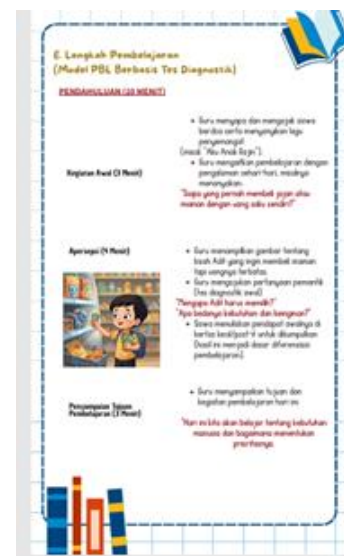 E. Langkah Pembelajaran
(Model PBL Berbasis Tes Diagnostik)
PENDAHULUAN (10 MENIT)
Kegiatan Awal (3 Menit)
• Guru menyapa dan mengajak siswa
berdoa serta menyanyikan lagu
penyemangat
(misal: "Aku Anak Rajin").
• Guru mengaitkan pembelajaran dengan
pengalaman sehari-hari, misalnya
menanyakan:
"Siapa yang pernah membeli jajan atau
mainan dengan uang saku sendiri?"
Apersepsi (4 Menit)
• Guru menampilkan gambar tentang
kisah Adit yang ingin membeli mainan
tapi uangnya terbatas.
• Guru mengajukan pertanyaan pemantik
(tes diagnostik awal)
"Mengapa Adit harus memilih?"
"Apa bedanya kebutuhan dan keinginan?"
• Siswa menuliskan pendapat awalnya di
kertas kecil/post-it untuk dikumpulkan
(hasil ini menjadi dasar diferensiasi
pembelajaran).
Penyampaian Tujuan
Pembelajaran (3 Menit)
• Guru menyampaikan tujuan dan
kegiatan pembelajaran hari ini:
"Hari ini kita akan belajar tentang kebutuhan
manusia dan bagaimana menentukan
prioritasnya.